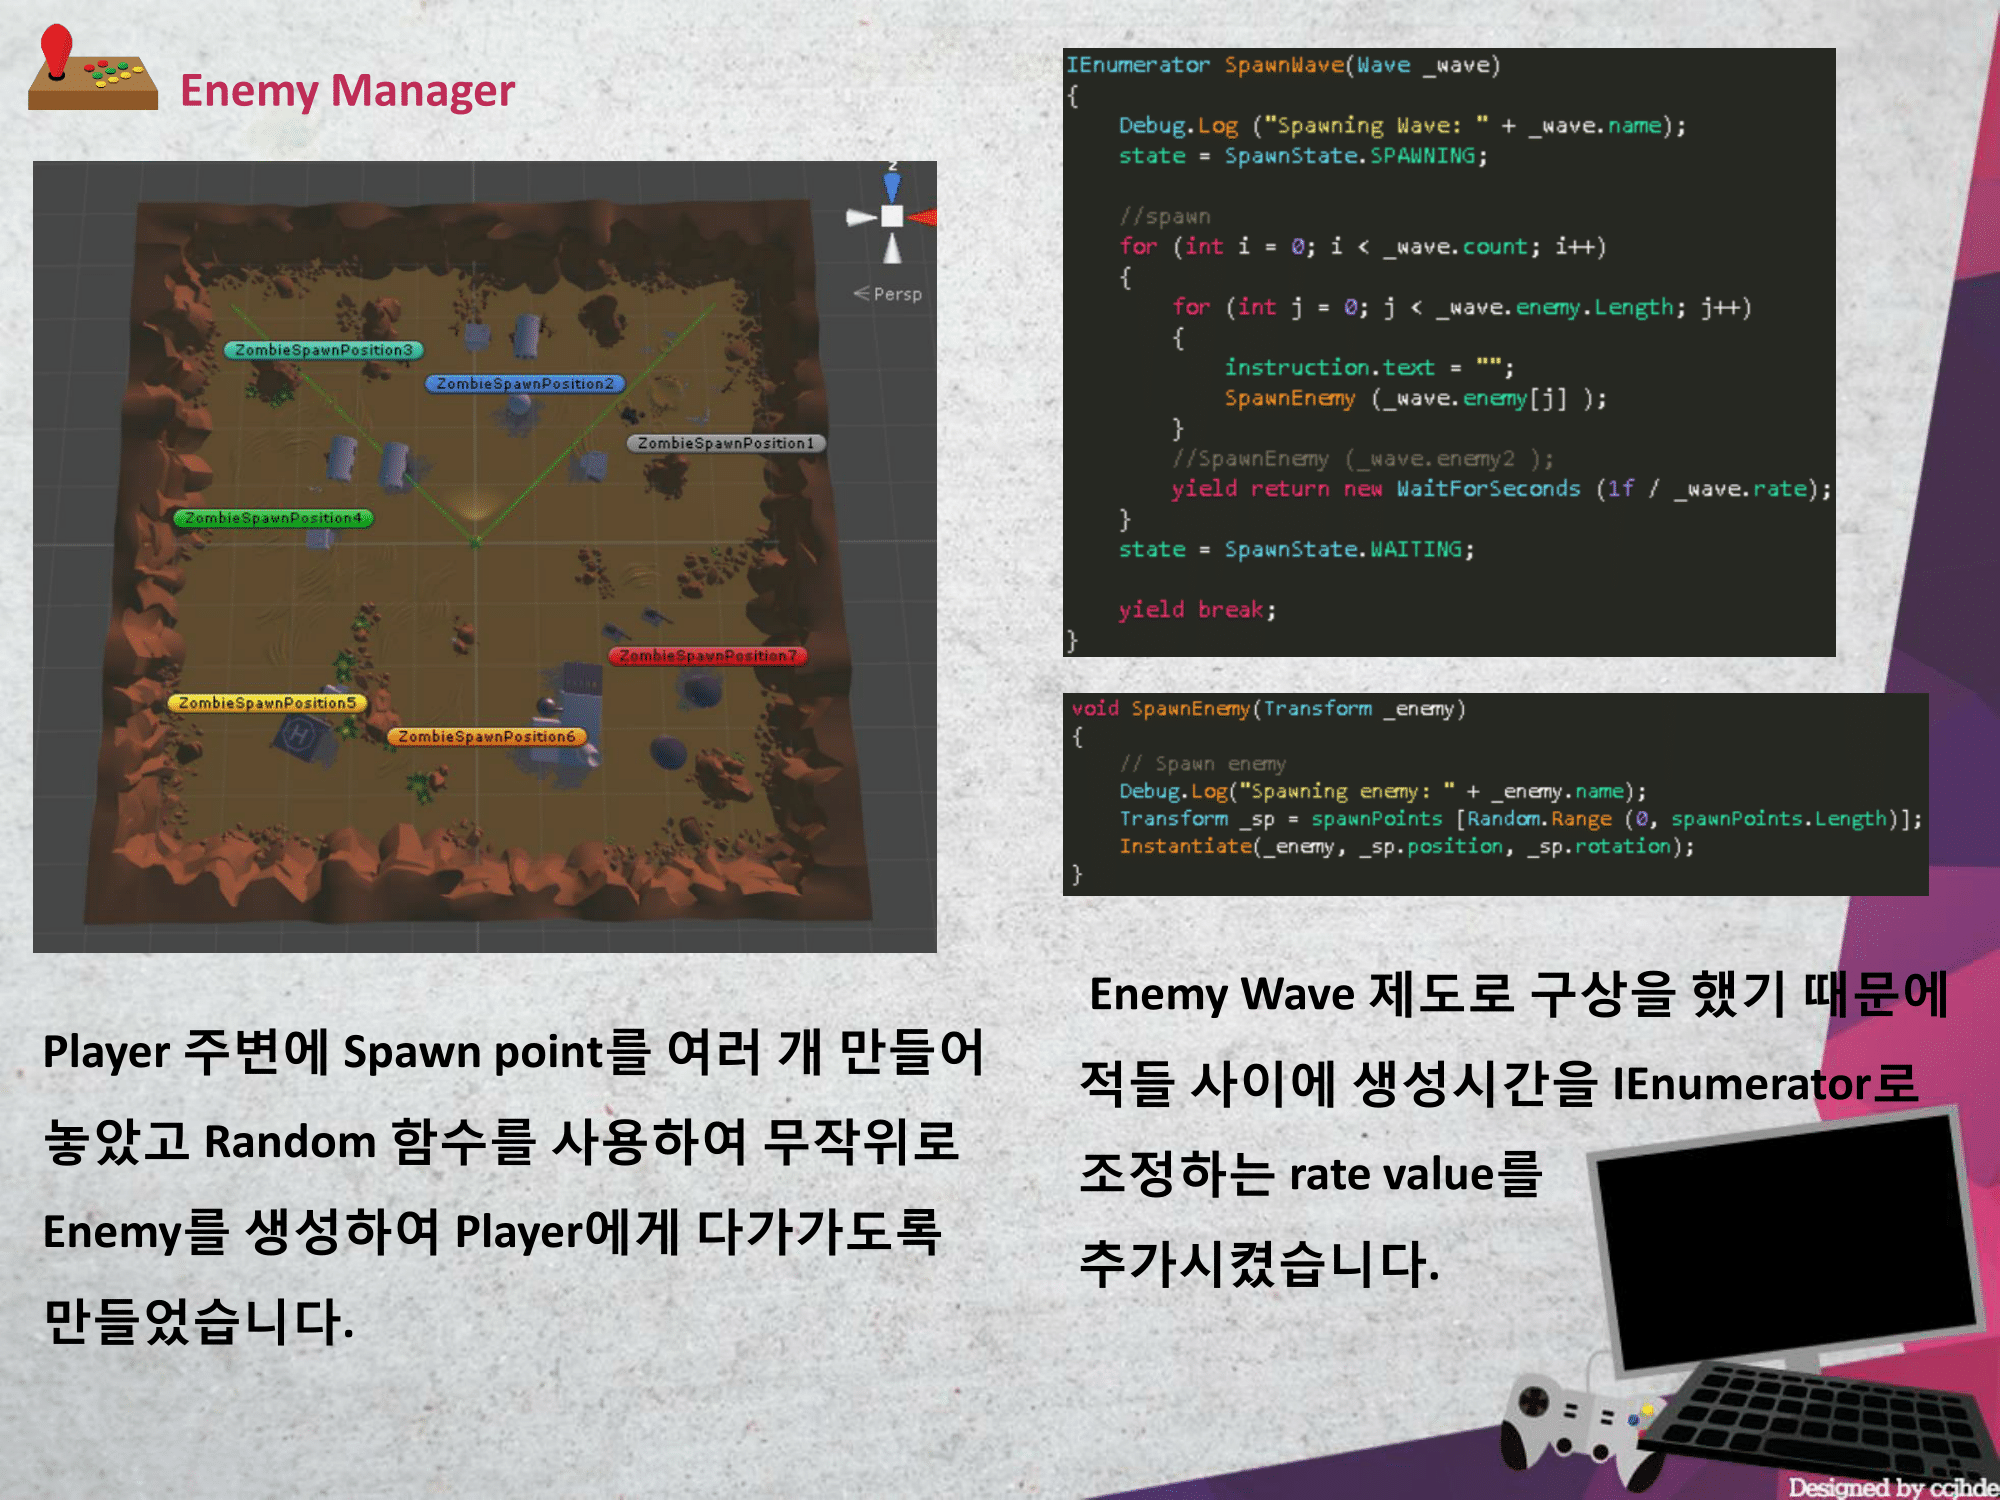 Enemy Manager
Z
Persp
ZombieSpawnPosition3
ZombieSpawnPosition2
ZombieSpawnPosition1
ZombieSpawnPosition4
ZombieSpawnPosition7
ZombieSpawnPosition5
ZombieSpawnPosition6
H
Player 주변에 Spawn point를 여러 개 만들어
놓았고 Random 함수를 사용하여 무작위로
Enemy를 생성하여 Player에게 다가가도록
만들었습니다.
IEnumerator SpawnWave(Wave _wave)
{
Debug.Log ("Spawning Wave: " + _wave.name);
state = SpawnState.SPAWNING;
//spawn
for (int i = 0; i < _wave.count; i++)
{
for (int j = 0; j < _wave.enemy.Length; j++)
{
instruction.text = "";
SpawnEnemy (_wave.enemy[j] );
}
//SpawnEnemy (_wave.enemy2 );
yield return new WaitForSeconds (1f / _wave.rate);
}
state = SpawnState.WAITING;
yield break;
}
void SpawnEnemy(Transform _enemy)
{
// Spawn enemy
Debug.Log("Spawning enemy: " + _enemy.name);
Transform _sp = spawnPoints [Random.Range (0, spawnPoints.Length)];
Instantiate(_enemy, _sp.position, _sp.rotation);
}
Enemy Wave 제도로 구상을 했기 때문에
적들 사이에 생성시간을 IEnumerator로
조정하는 rate value를
추가시켰습니다.
Designed by ccjhde